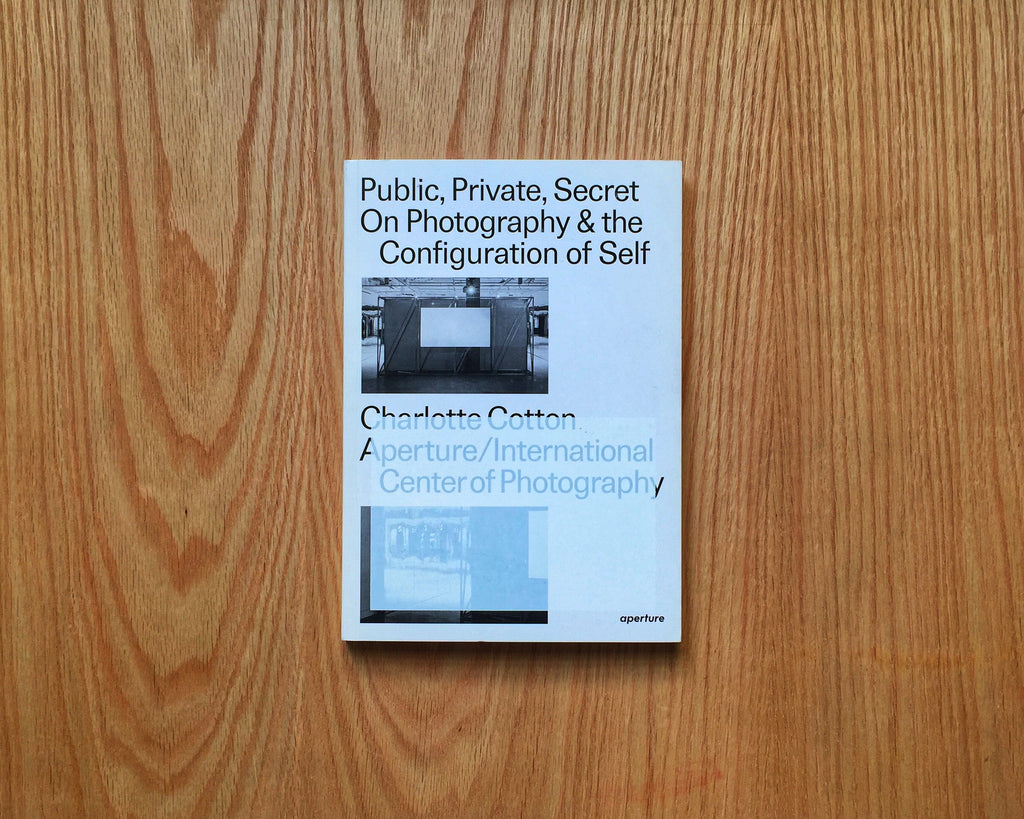 Public, Private, Secret
On Photography & the
Configuration of Self
Charlotte Cotton
Aperture/International
Center of Photography
aperture